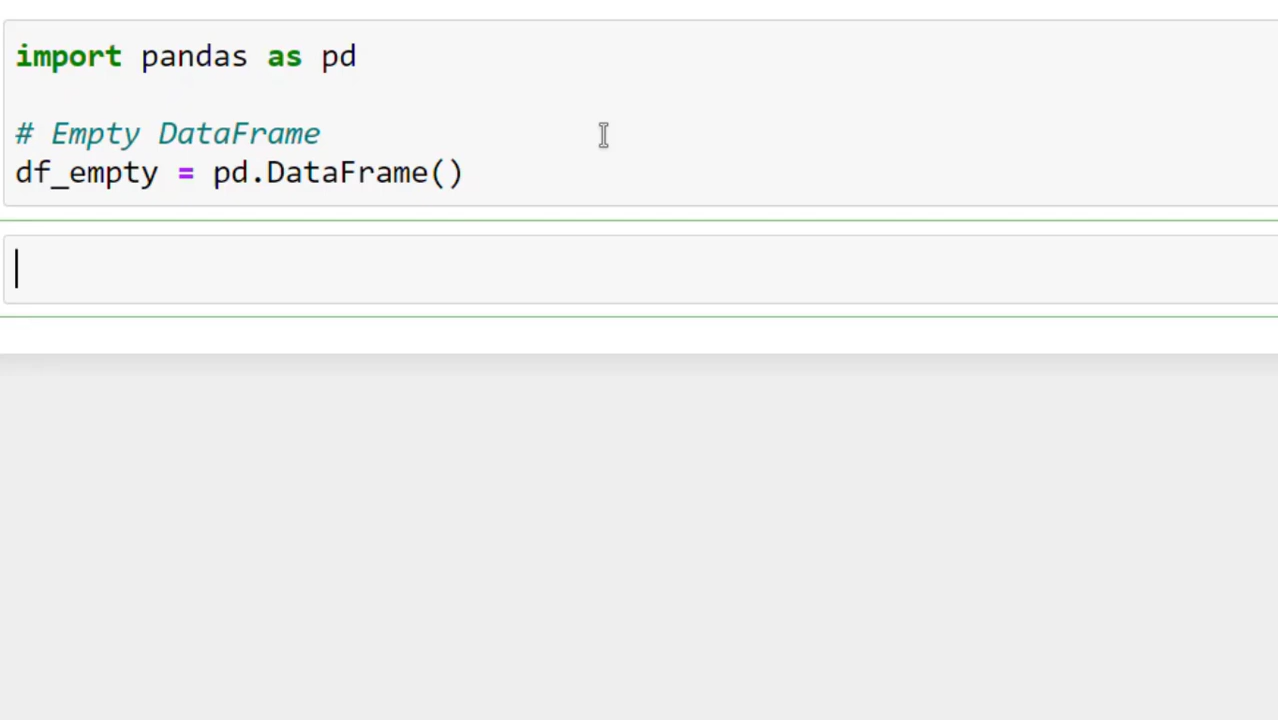 import pandas as pd
# Empty DataFrame
df_empty = pd.DataFrame()